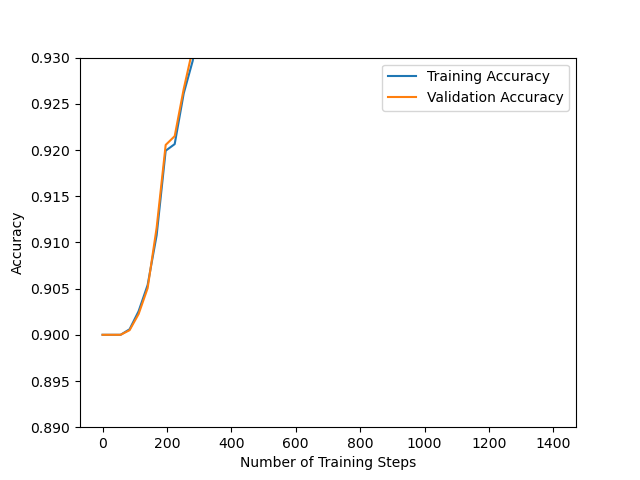 0.930
0.925
0.920
0.915
0.910
0.905
0.900
0.895
0.890
Accuracy
Training Accuracy
Validation Accuracy
0 200 400 600 800 1000 1200 1400
Number of Training Steps